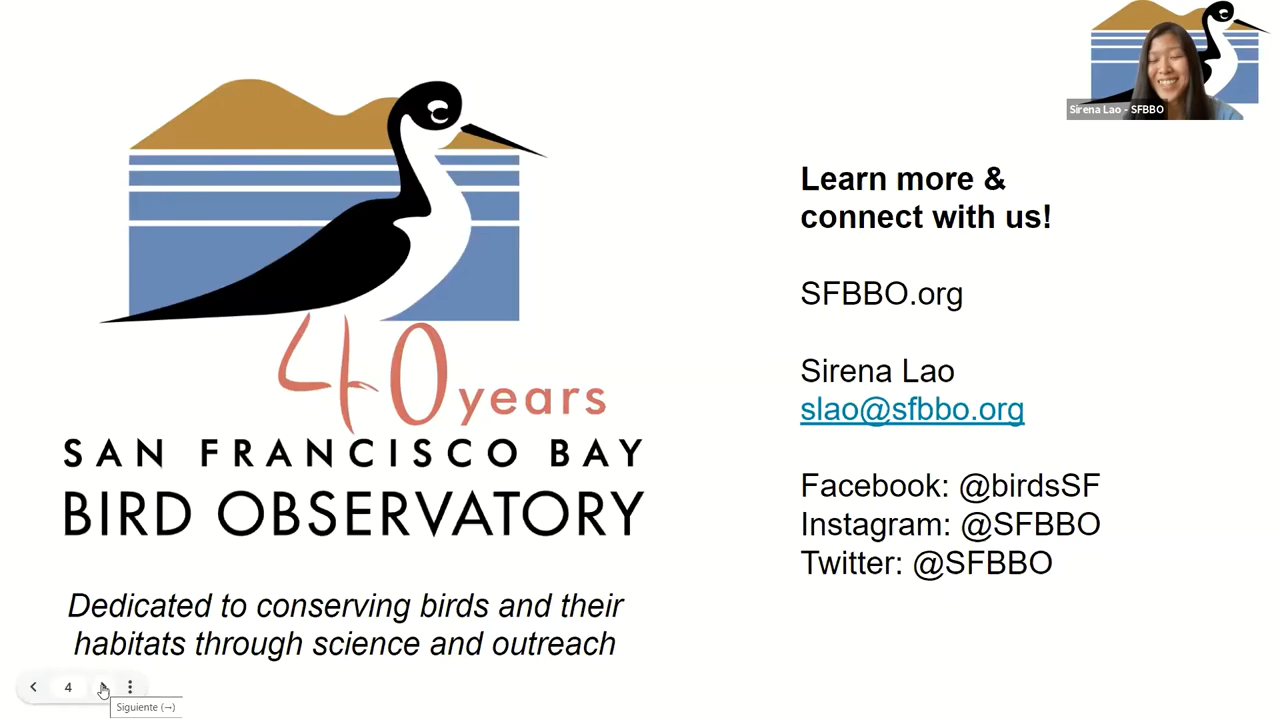 Sirena Lao - SFBBO
40 years
SAN FRANCISCO BAY
BIRD OBSERVATORY
Dedicated to conserving birds and their
habitats through science and outreach
Learn more &
connect with us!
SFBBO.org
Sirena Lao
slao@sfbbo.org
Facebook: @birdsSF
Instagram: @SFBBO
Twitter: @SFBBO
4
Siguiente (→)